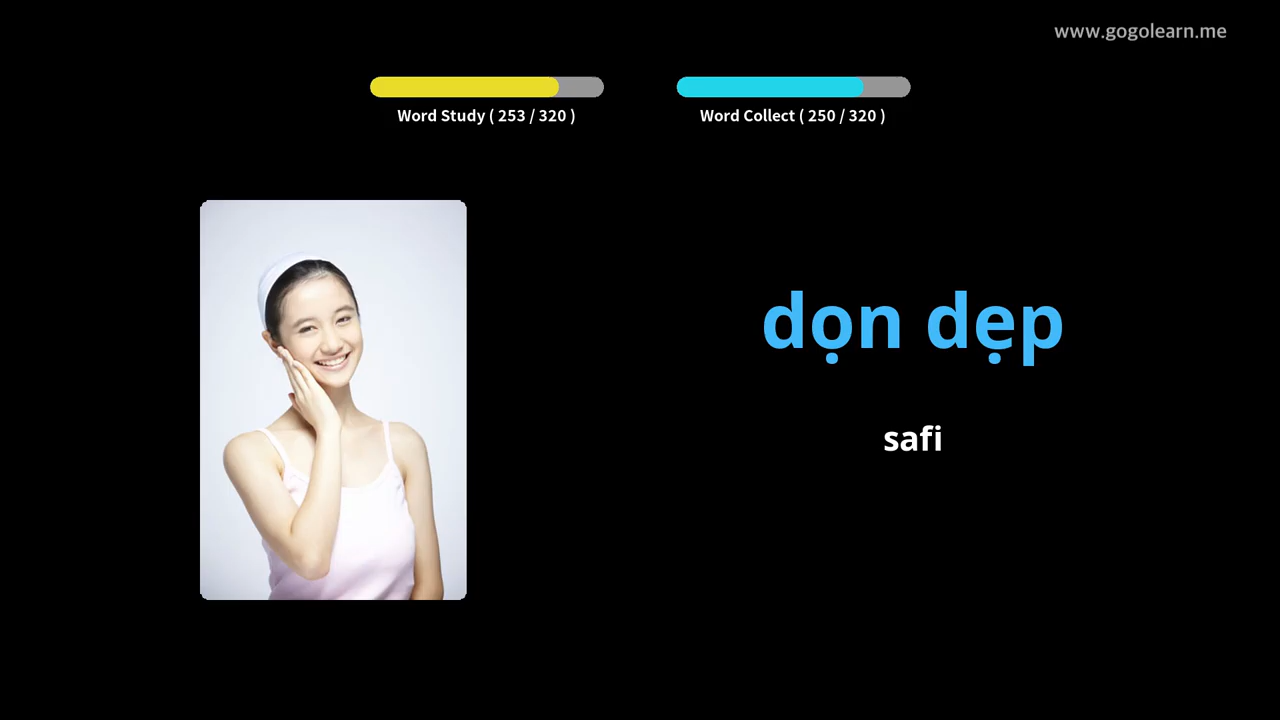 www.gogolearn.me
Word Study ( 253 / 320 )
Word Collect ( 250 / 320 )
dọn dẹp
safi